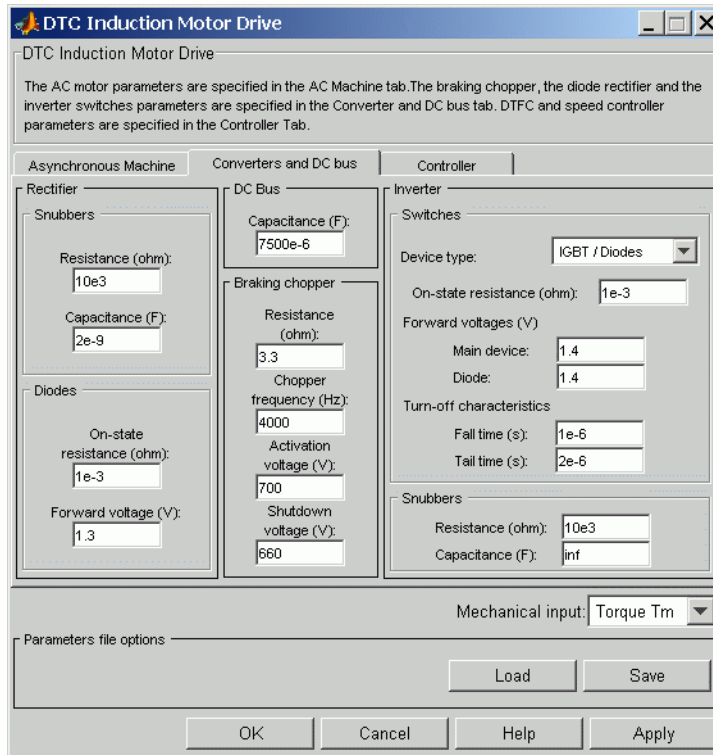 DTC Induction Motor Drive
DTC Induction Motor Drive
The AC motor parameters are specified in the AC Machine tab.The braking chopper, the diode rectifier and the
inverter switches parameters are specified in the Converter and DC bus tab. DTFC and speed controller
parameters are specified in the Controller Tab.
Asynchronous Machine
Converters and DC bus
Controller
Rectifier
Snubbers
Resistance (ohm):
10e3
Capacitance (F):
2e-9
Diodes
On-state
resistance (ohm):
1e-3
Forward voltage (V):
1.3
DC Bus
Capacitance (F):
7500e-6
Braking chopper
Resistance
(ohm):
3.3
Chopper
frequency (Hz):
4000
Activation
voltage (V):
700
Shutdown
voltage (V):
660
Inverter
Switches
Device type: IGBT / Diodes
On-state resistance (ohm): 1e-3
Forward voltages (V)
Main device: 1.4
Diode: 1.4
Turn-off characteristics
Fall time (s): 1e-6
Tail time (s): 2e-6
Snubbers
Resistance (ohm): 10e3
Capacitance (F): inf
Mechanical input: Torque Tm
Parameters file options
Load Save
OK Cancel Help Apply